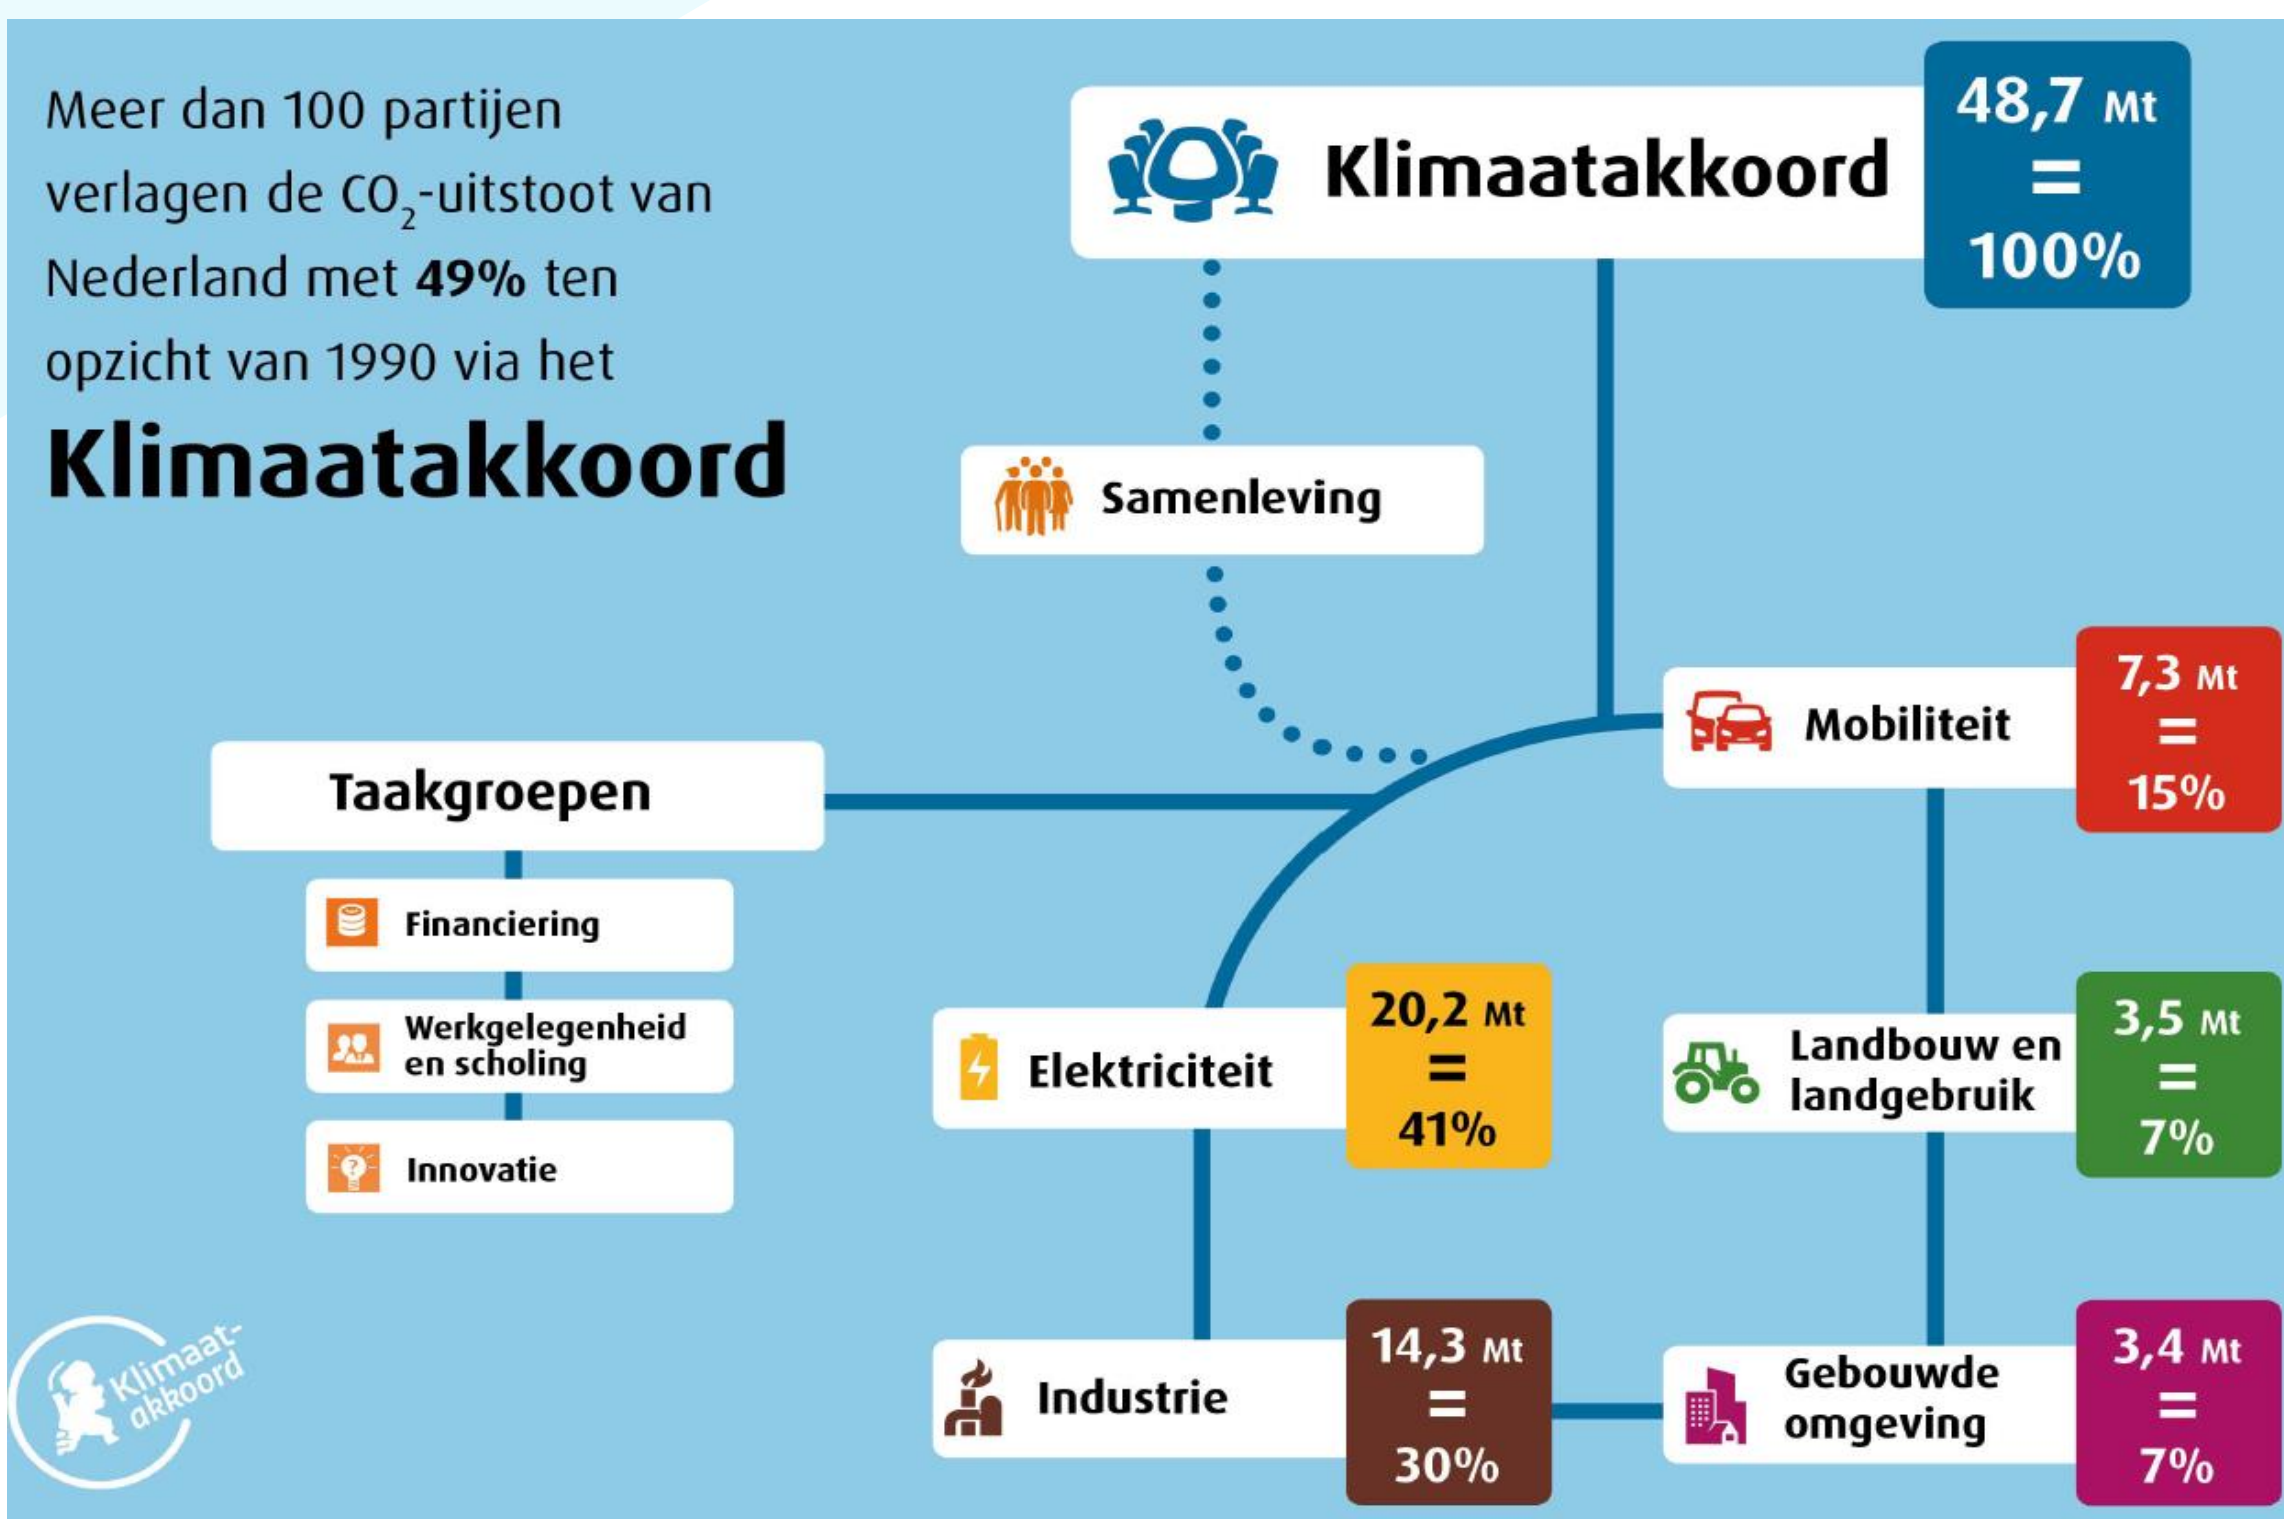 Meer dan 100 partijen
verlagen de CO₂-uitstoot van
Nederland met 49% ten
opzicht van 1990 via het
Klimaatakkoord
Klimaatakkoord
48,7 Mt
=
100%
Samenleving
Mobiliteit
7,3 Mt
=
15%
Taakgroepen
Financiering
Werkgelegenheid
en scholing
Innovatie
Elektriciteit
20,2 Mt
=
41%
Landbouw en
landgebruik
3,5 Mt
=
7%
Industrie
14,3 Mt
=
30%
Gebouwde
omgeving
3,4 Mt
=
7%
Klimaat-
akkoord